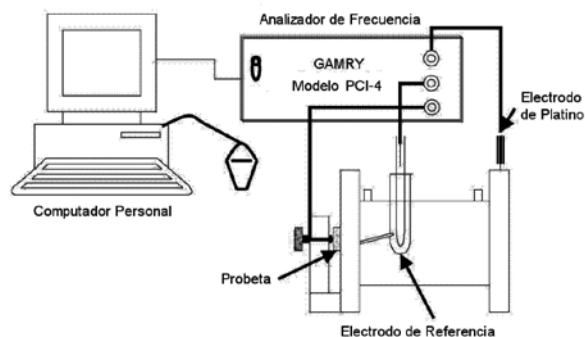 Analizador de Frecuencia
GAMRY
Modelo PCI-4
Electrodo
de Platino
Computador Personal
Probeta
Electrodo de Referencia